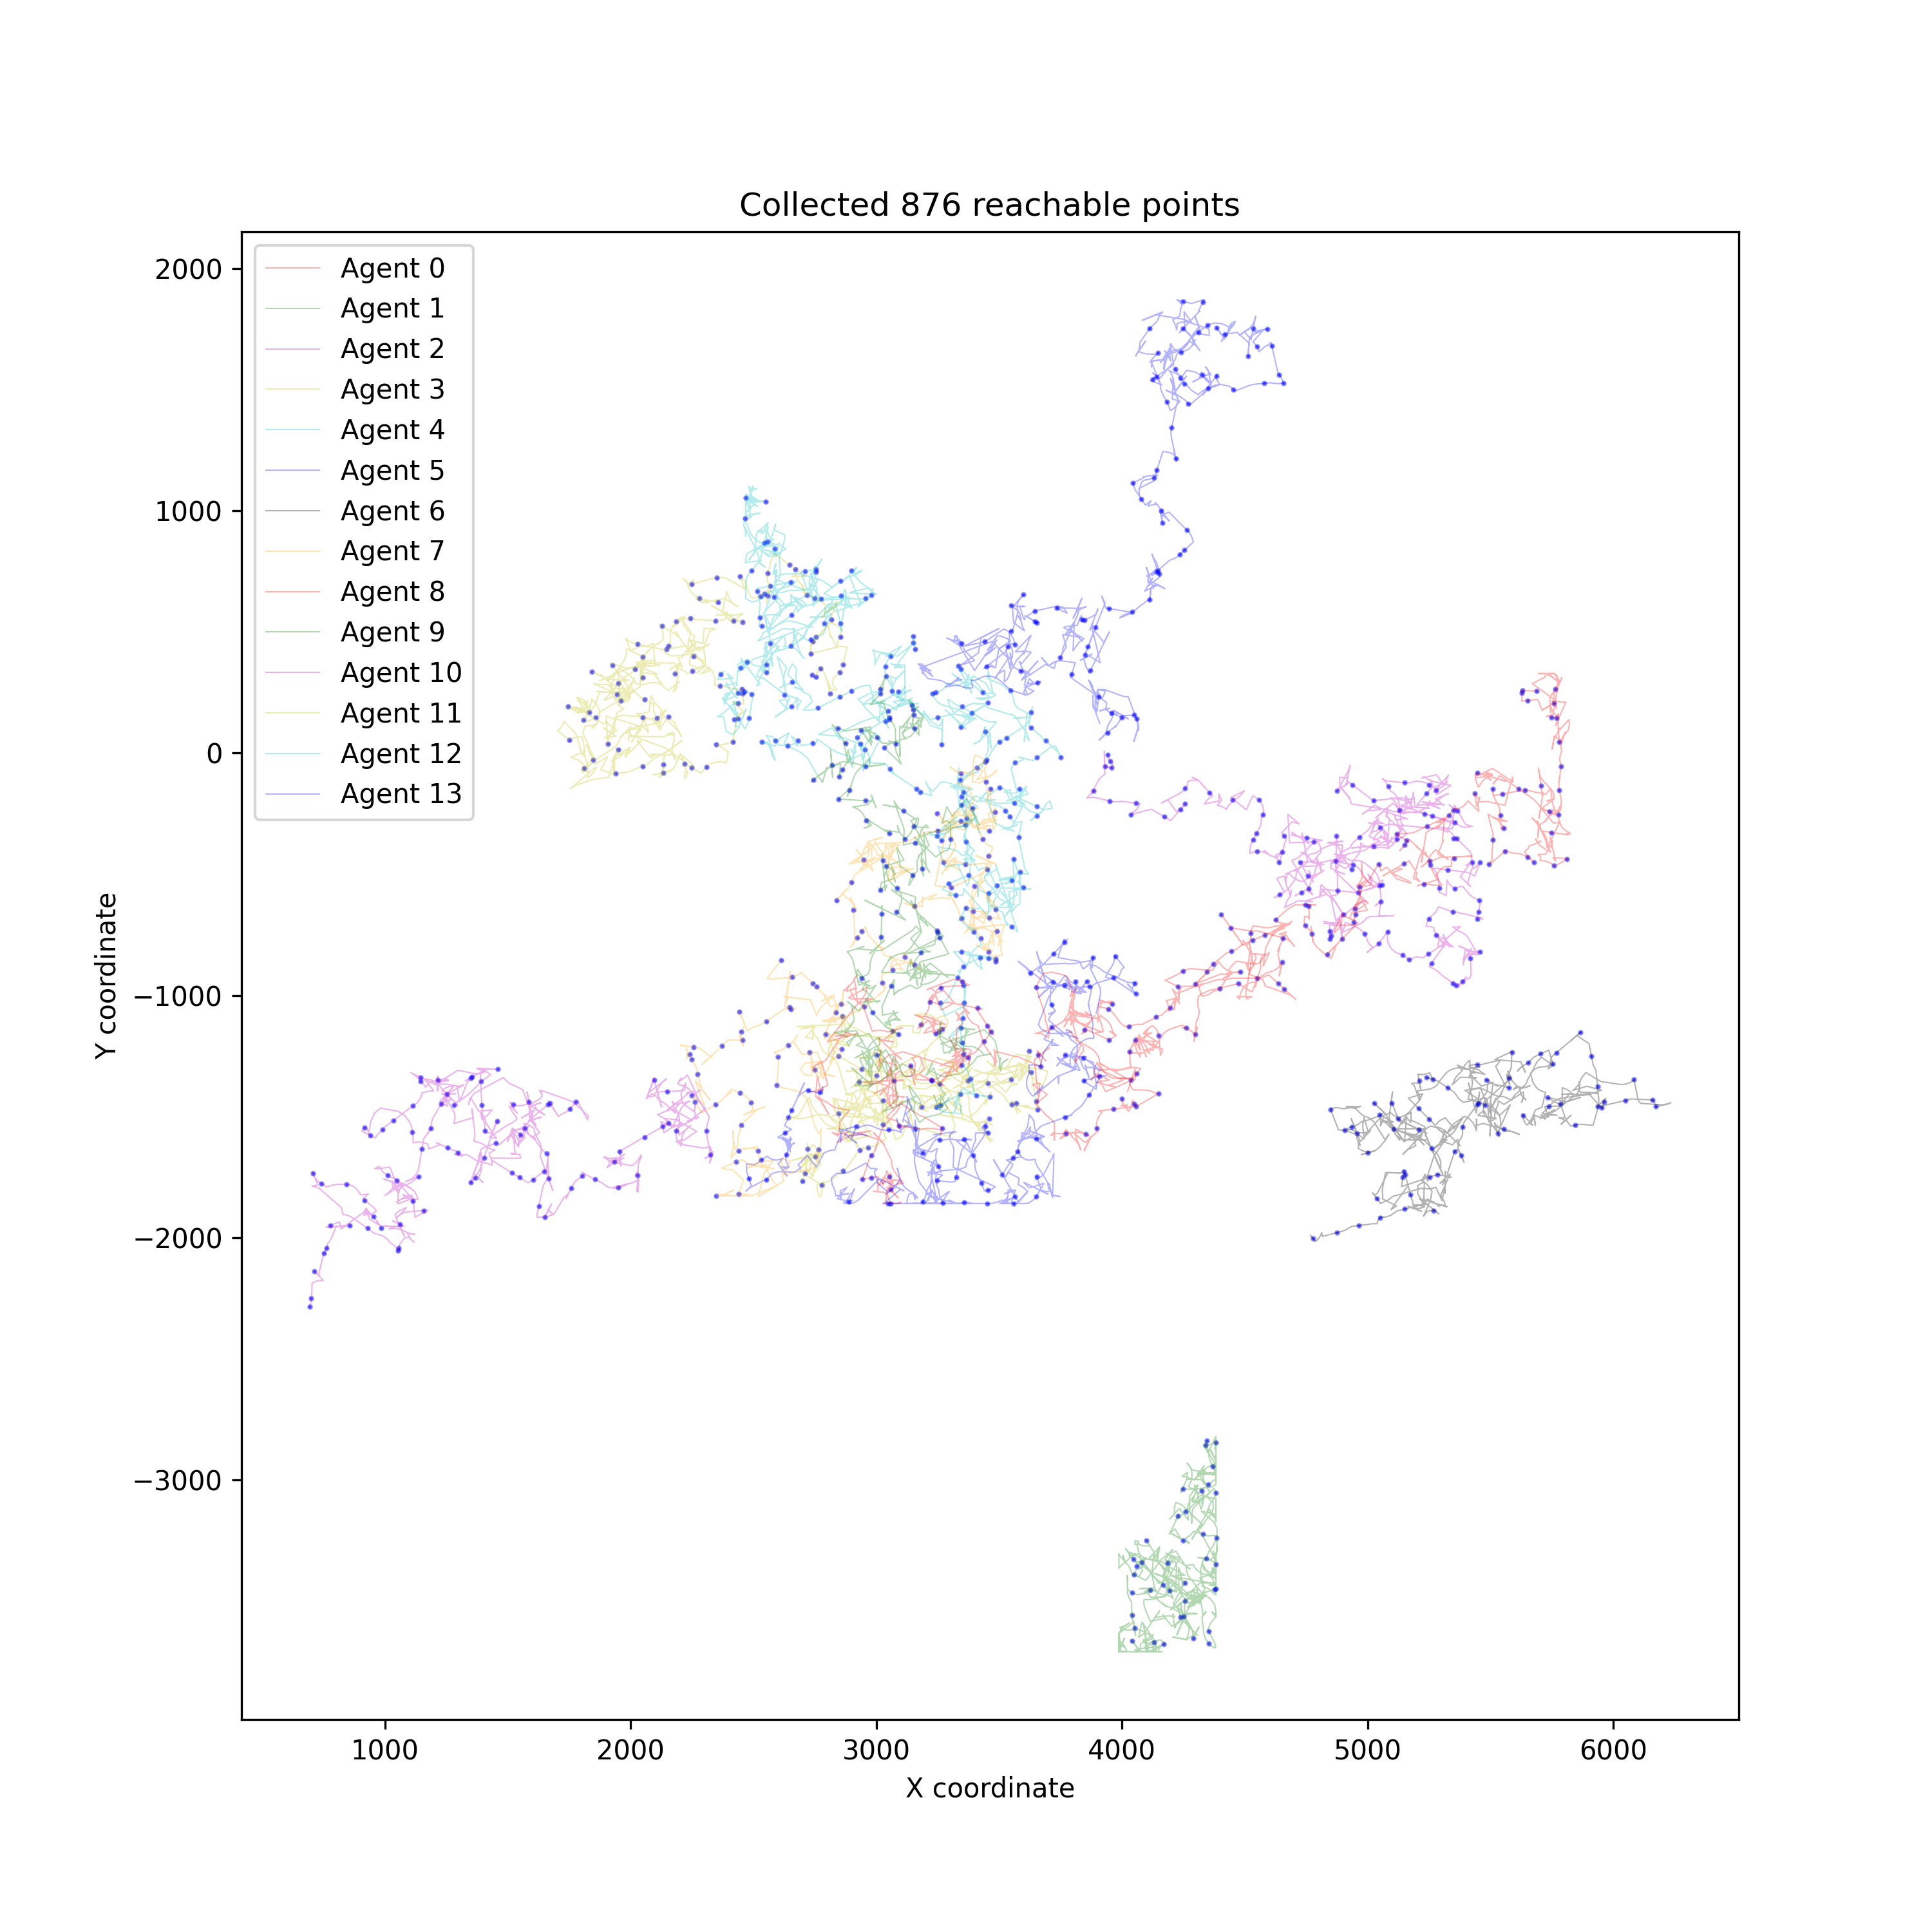 Collected 876 reachable points
2000
1000
0
−1000
−2000
−3000
Y coordinate
Agent 0
Agent 1
Agent 2
Agent 3
Agent 4
Agent 5
Agent 6
Agent 7
Agent 8
Agent 9
Agent 10
Agent 11
Agent 12
Agent 13
1000 2000 3000 4000 5000 6000
X coordinate